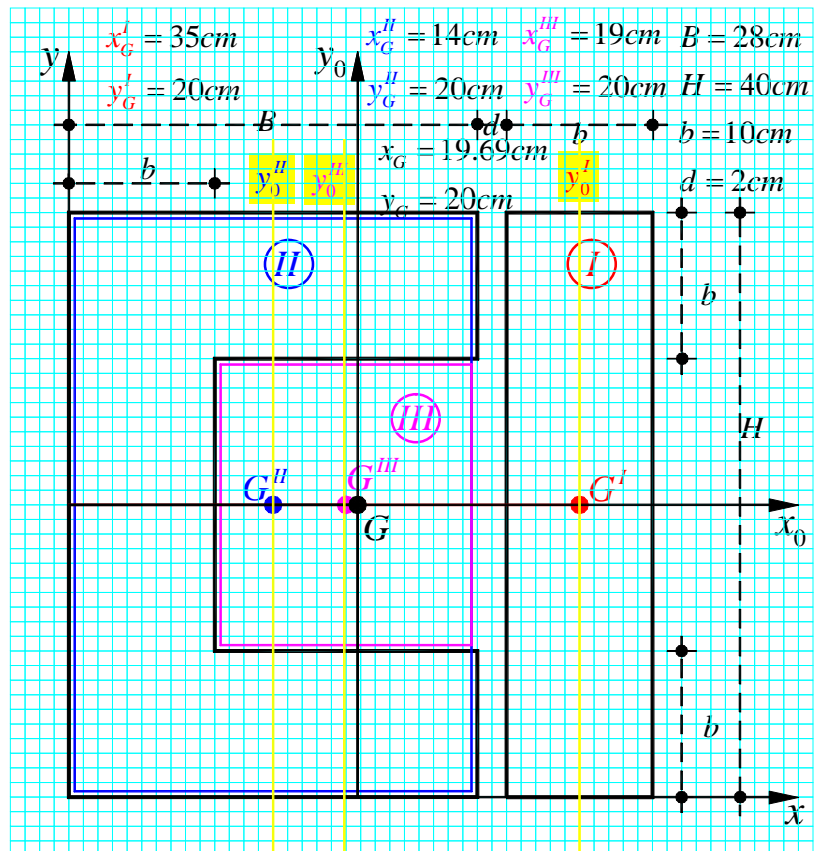 x_G^I = 35cm
x_G^II = 14cm
x_G^III = 19cm
B = 28cm
y
y_0
y_G^I = 20cm
y_G^II = 20cm
y_G^III = 20cm
H = 40cm
B
d
b
b = 10cm
x_G = 19.69cm
b
y_0^II
y_0^III
y_0^I
d = 2cm
y_G = 20cm
II
I
b
III
H
G^II
G^III
G^I
G
x_0
b
x